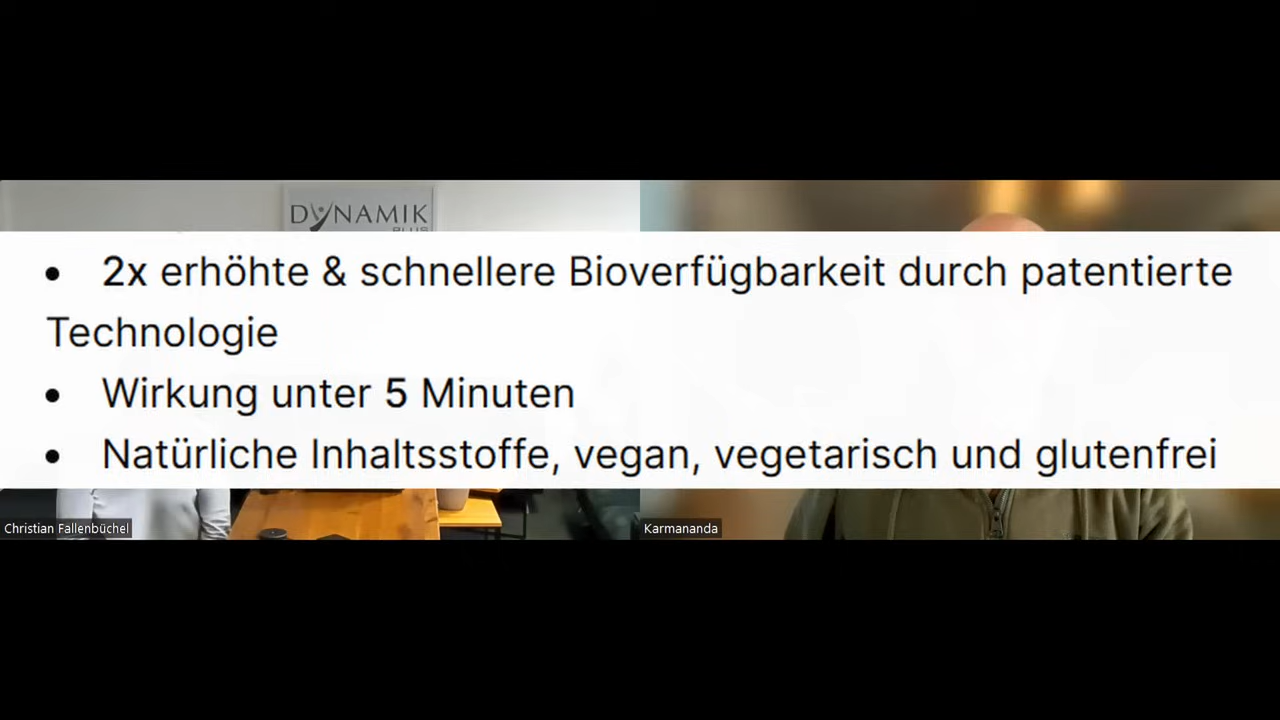 DYNAMIK
PLUS
• 2x erhöhte & schnellere Bioverfügbarkeit durch patentierte
Technologie
• Wirkung unter 5 Minuten
• Natürliche Inhaltsstoffe, vegan, vegetarisch und glutenfrei
Christian Fallenbüchel
Karmananda